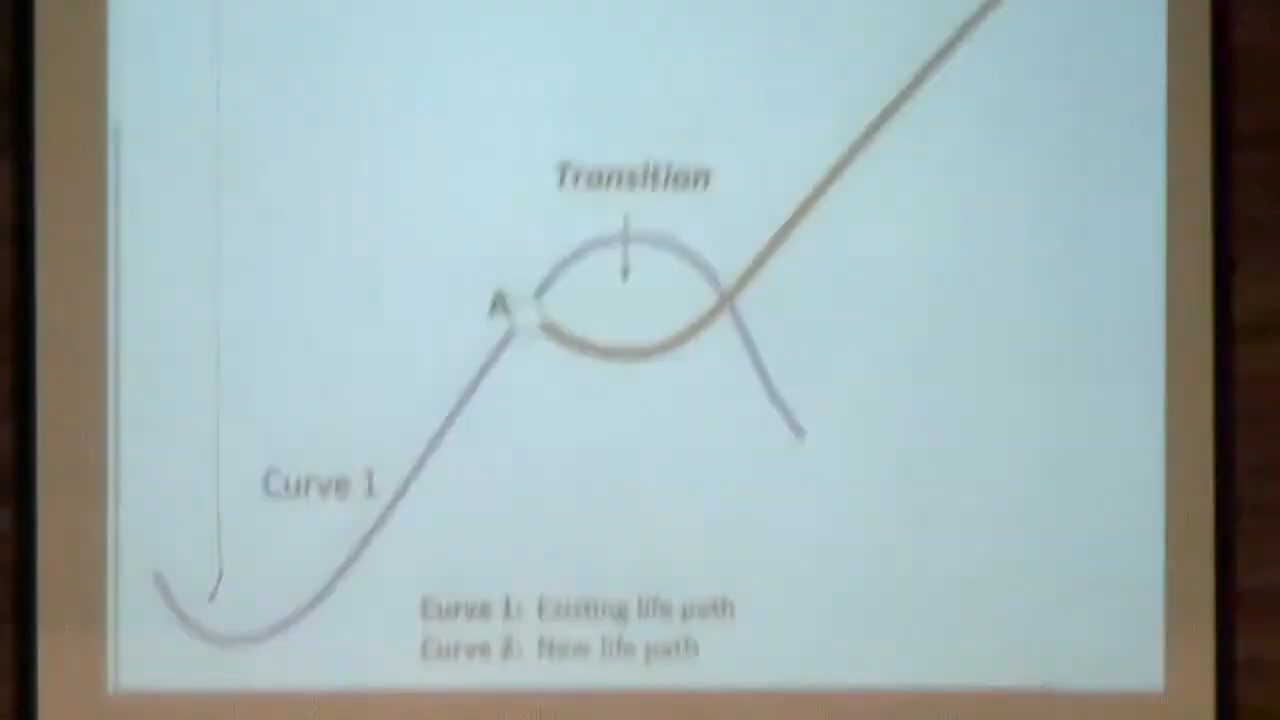 Transition
A
Curve 1
Curve 1: Existing life path
Curve 2: New life path